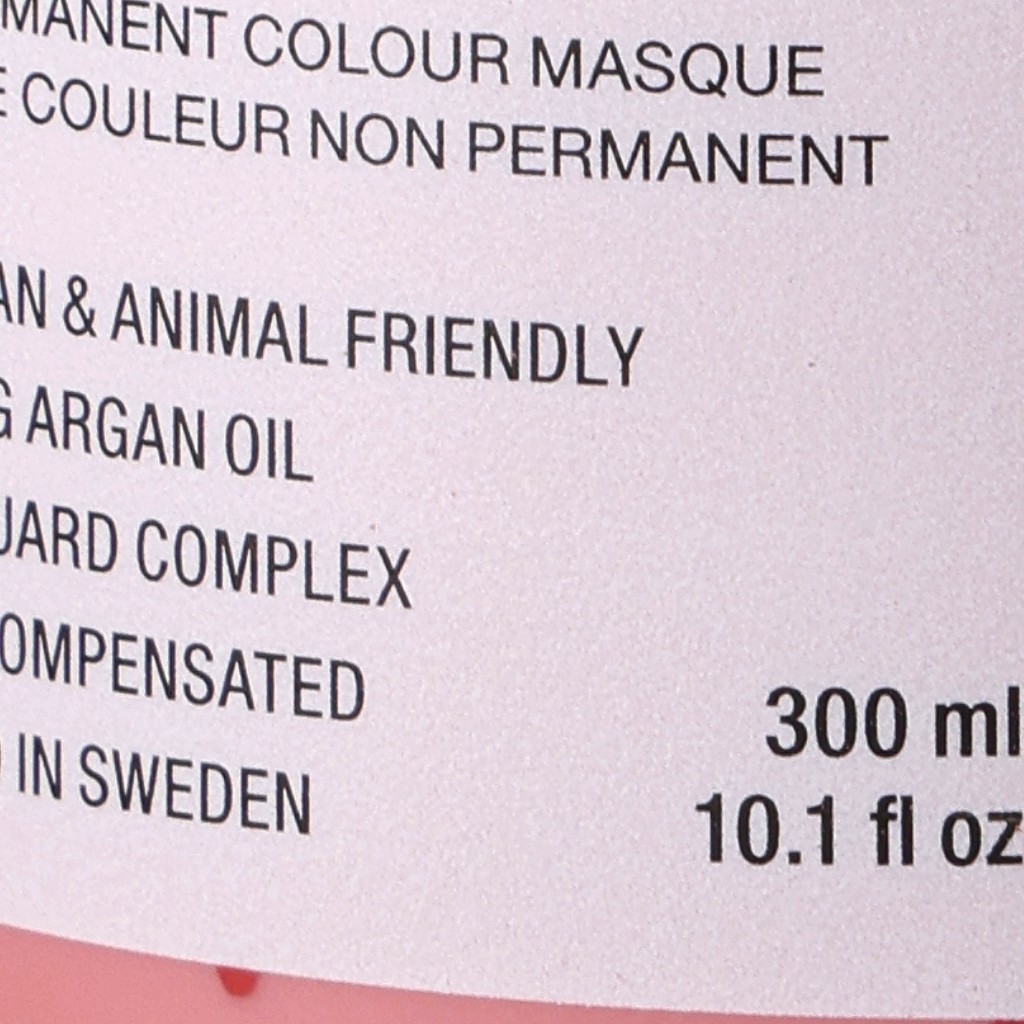 MANENT COLOUR MASQUE
E COULEUR NON PERMANENT
AN & ANIMAL FRIENDLY
G ARGAN OIL
UARD COMPLEX
OMPENSATED
IN SWEDEN
300 ml
10.1 fl oz